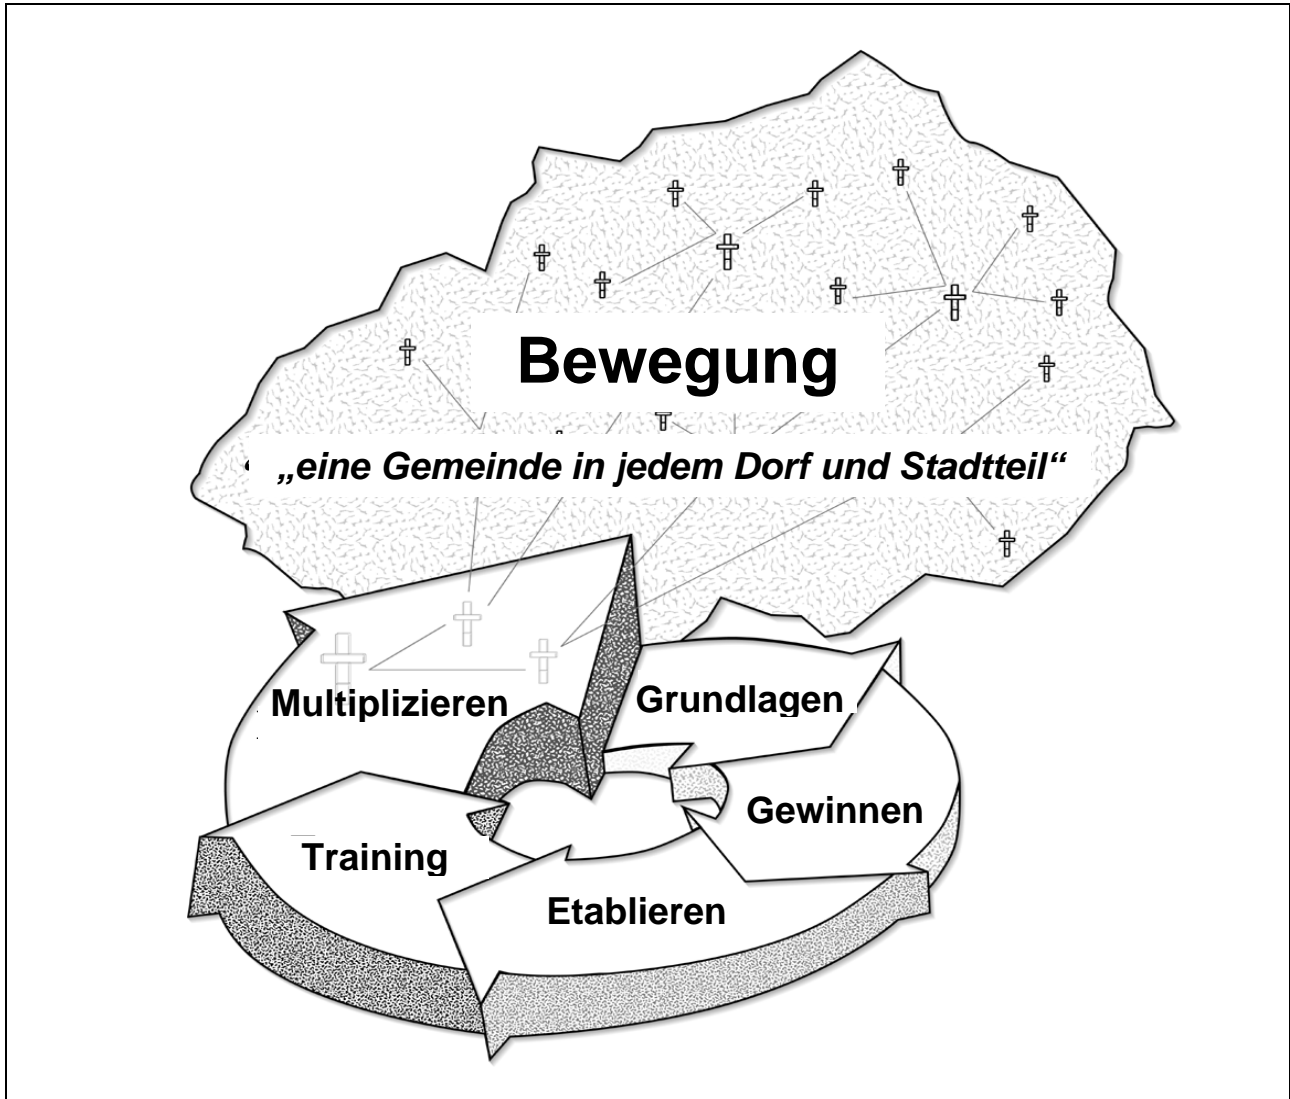 Bewegung
„eine Gemeinde in jedem Dorf und Stadtteil“
Multiplizieren
Grundlagen
Gewinnen
Training
Etablieren